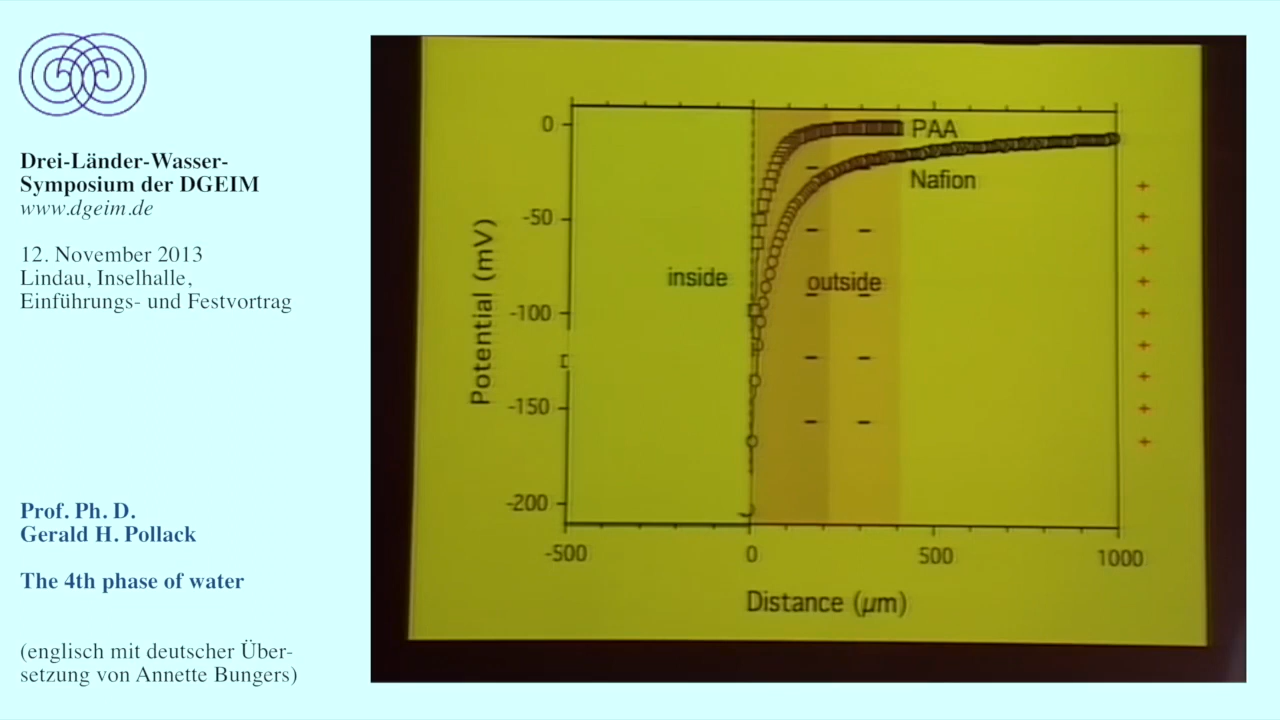 Drei-Länder-Wasser-
Symposium der DGEIM
www.dgeim.de
12. November 2013
Lindau, Inselhalle,
Einführungs- und Festvortrag
Prof. Ph. D.
Gerald H. Pollack
The 4th phase of water
(englisch mit deutscher Über-
setzung von Annette Bungers)
0
-50
-100
-150
-200
Potential (mV)
PAA
Nafion
inside
outside
-500
0
500
1000
Distance (µm)